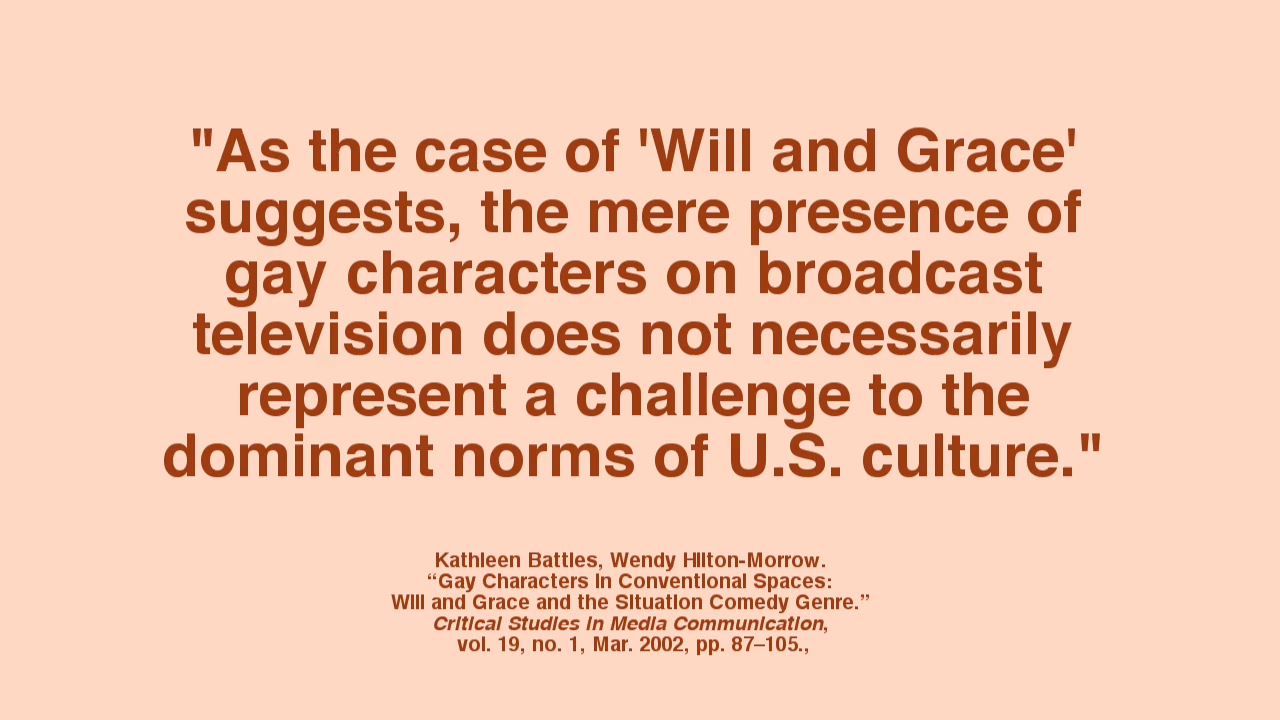 "As the case of 'Will and Grace'
suggests, the mere presence of
gay characters on broadcast
television does not necessarily
represent a challenge to the
dominant norms of U.S. culture."
Kathleen Battles, Wendy Hilton-Morrow.
“Gay Characters in Conventional Spaces:
Will and Grace and the Situation Comedy Genre.”
Critical Studies in Media Communication,
vol. 19, no. 1, Mar. 2002, pp. 87–105.,